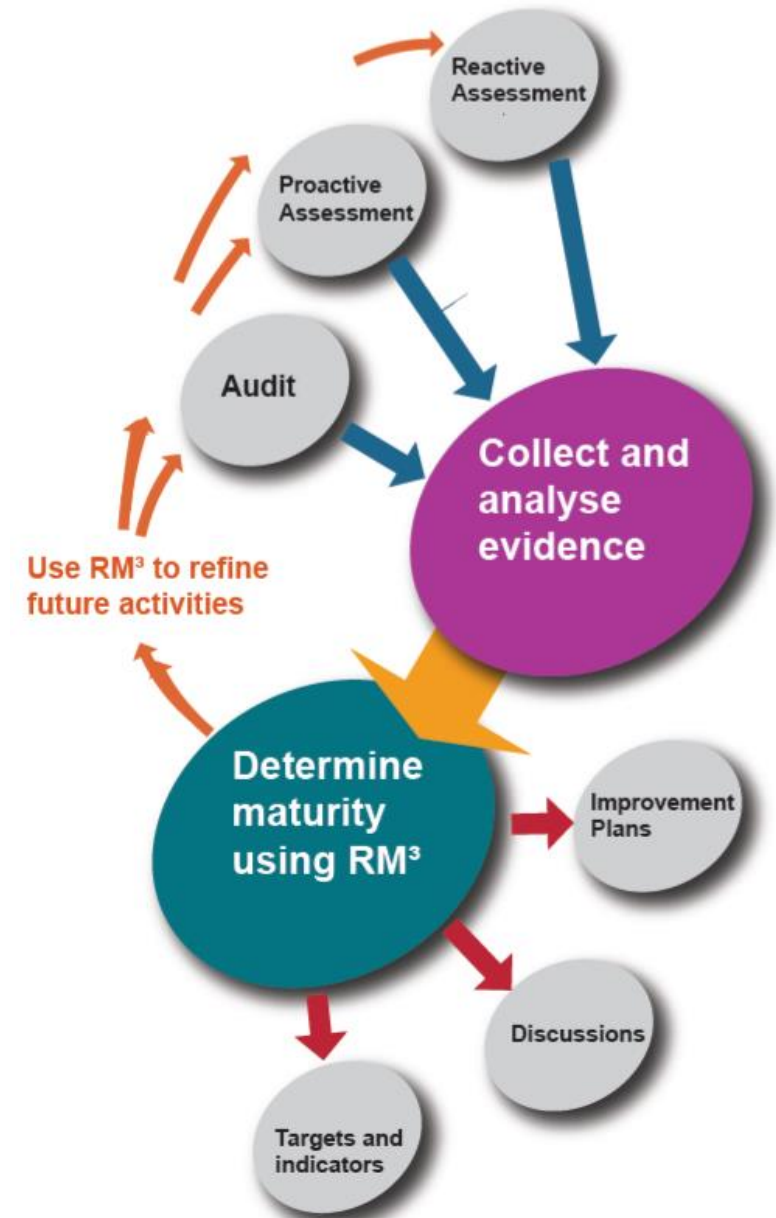 Reactive
Assessment
Proactive
Assessment
Audit
Collect and
analyse
evidence
Use RM³ to refine
future activities
Determine
maturity
using RM³
Improvement
Plans
Discussions
Targets and
indicators